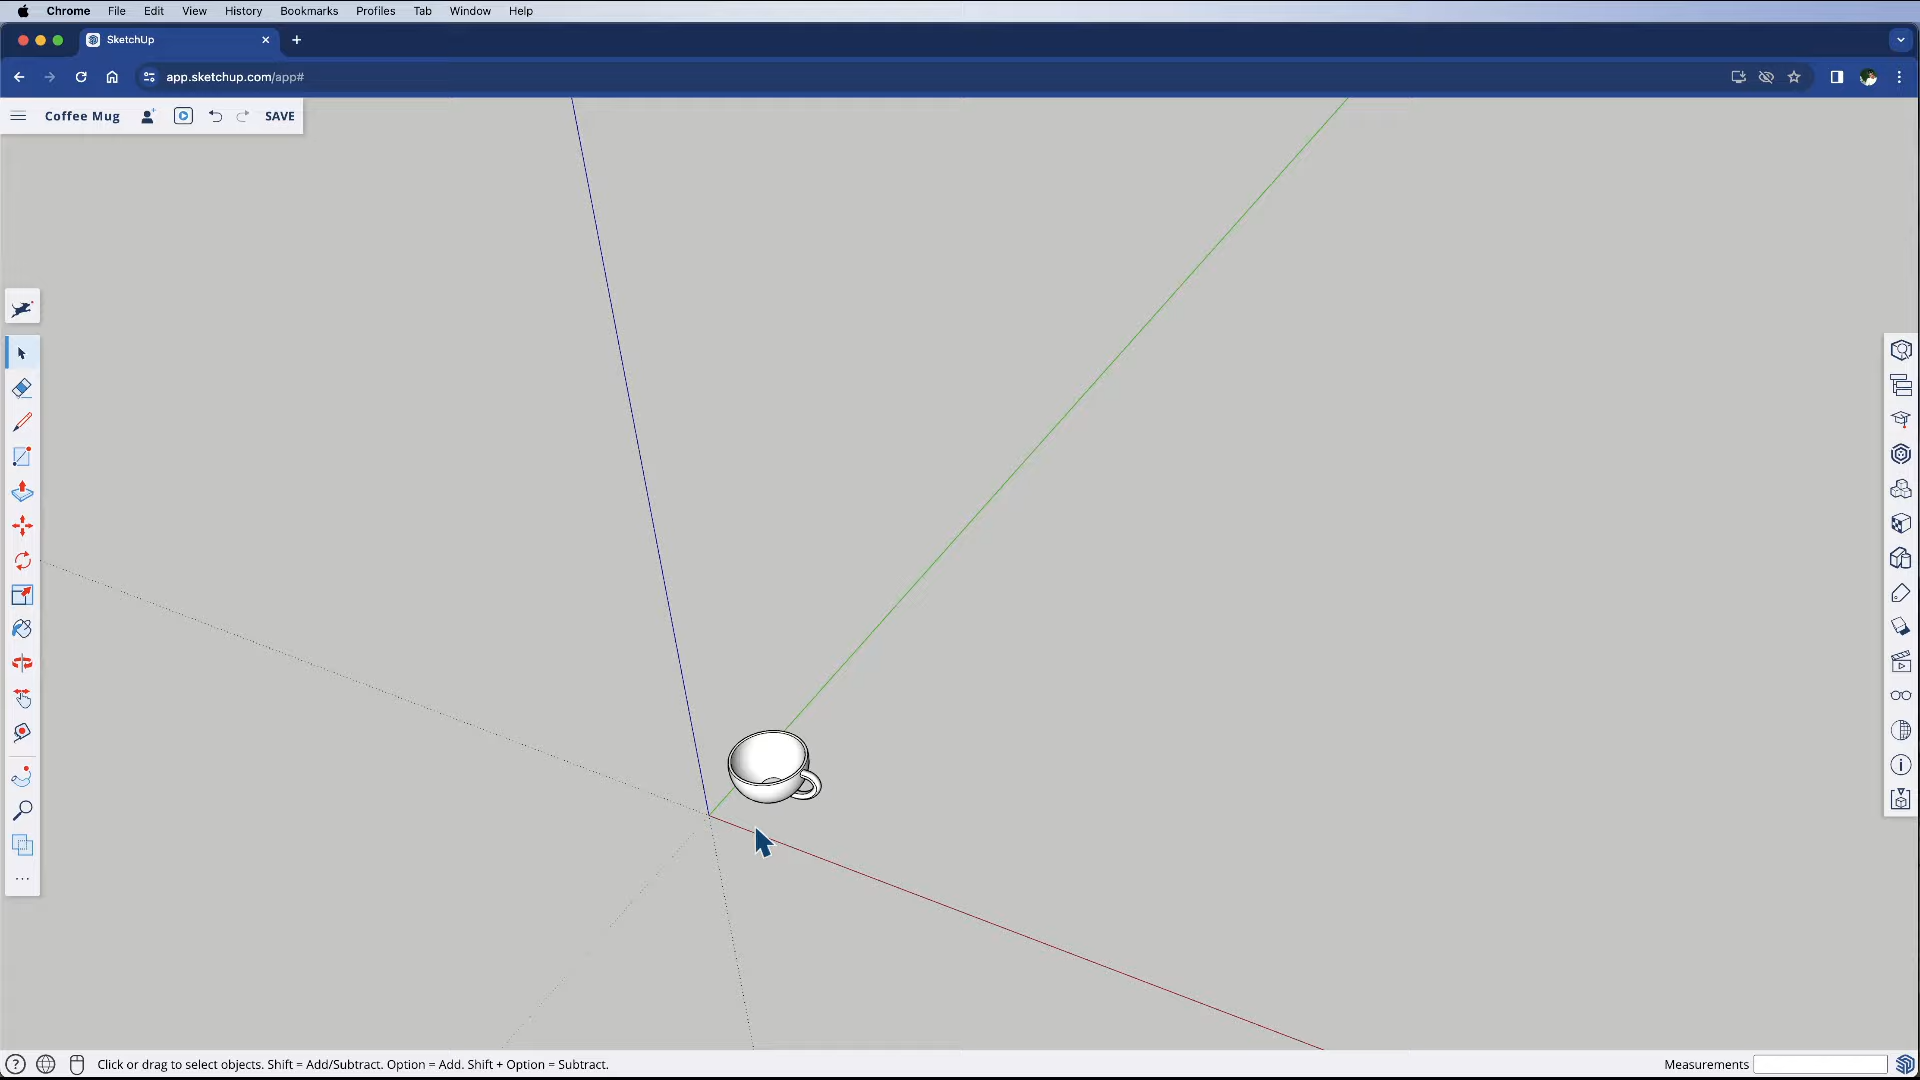 Chrome File Edit View History Bookmarks Profiles Tab Window Help
SketchUp
app.sketchup.com/app#
Coffee Mug SAVE
Click or drag to select objects. Shift = Add/Subtract. Option = Add. Shift + Option = Subtract.
Measurements